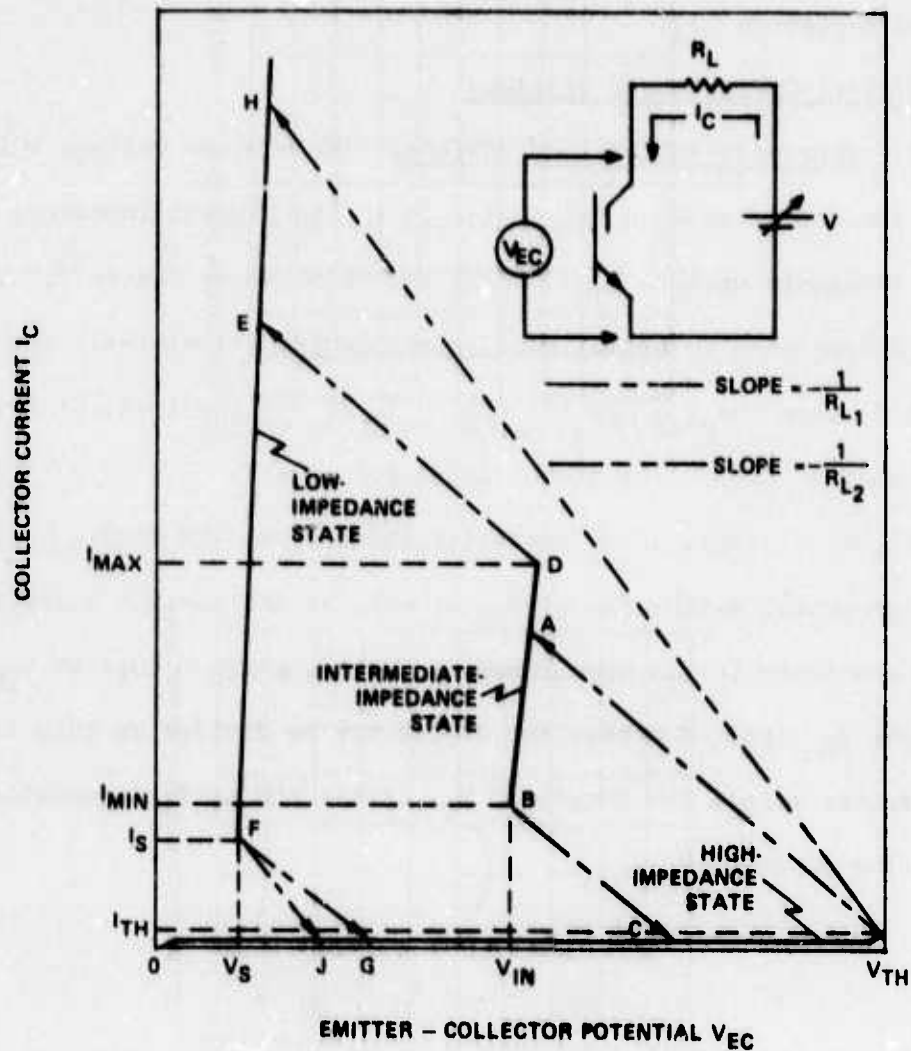 R_L
I_C
V_EC
V
SLOPE = -1/R_L1
SLOPE = -1/R_L2
H
E
LOW-
IMPEDANCE
STATE
COLLECTOR CURRENT I_C
I_MAX
D
A
INTERMEDIATE-
IMPEDANCE
STATE
I_MIN
B
I_S
F
HIGH-
IMPEDANCE
STATE
I_TH
C
0
V_S
J
G
V_IN
V_TH
EMITTER – COLLECTOR POTENTIAL V_EC